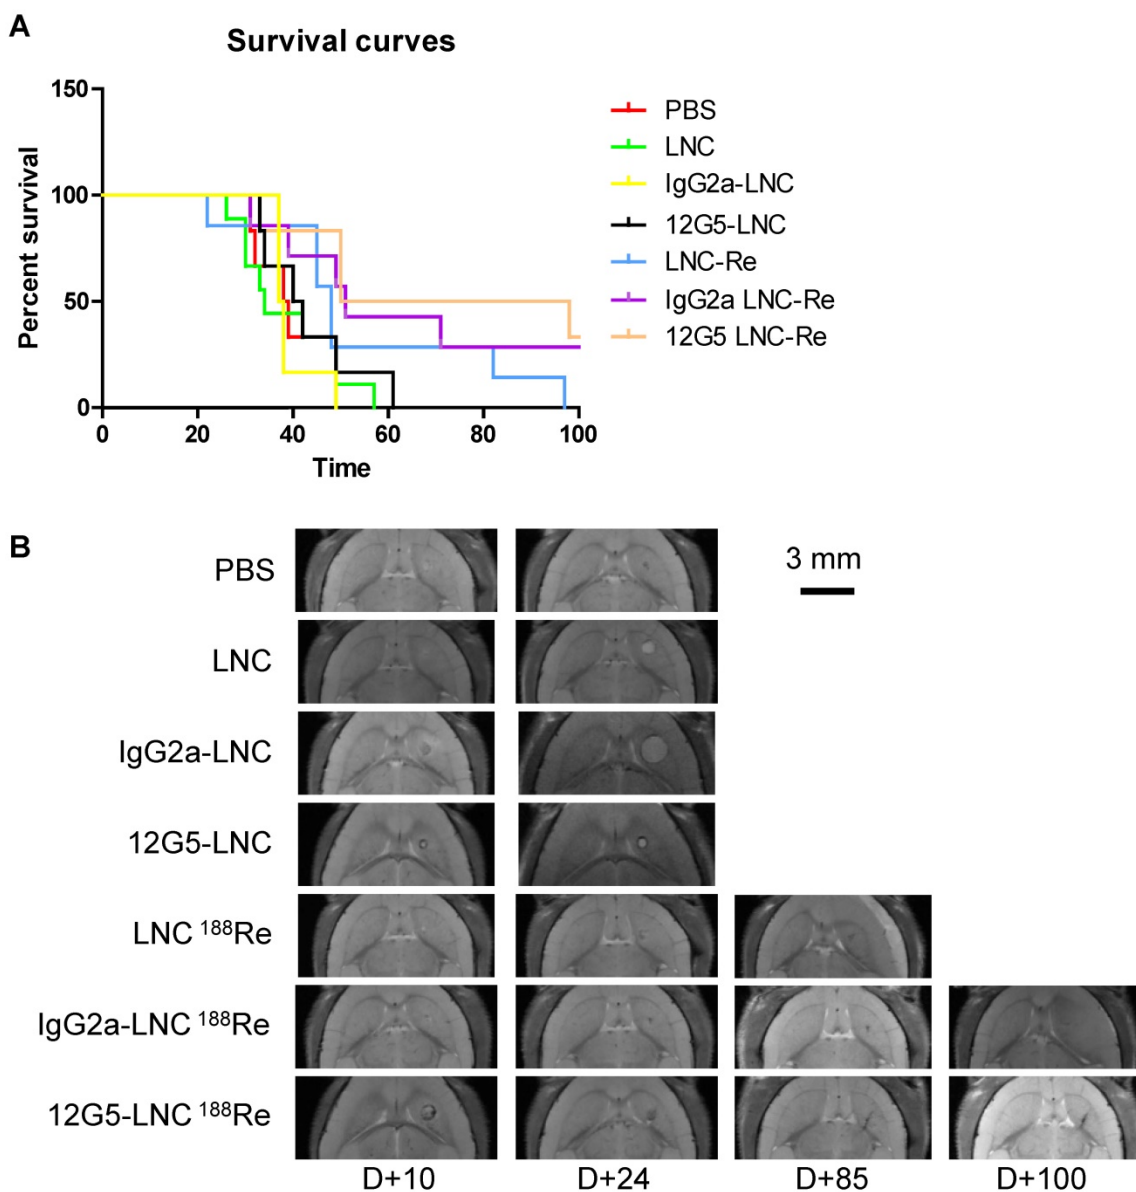 A
Survival curves
Percent survival
150
100
50
0
0 20 40 60 80 100
Time
PBS
LNC
IgG2a-LNC
12G5-LNC
LNC-Re
IgG2a LNC-Re
12G5 LNC-Re
B
PBS
3 mm
LNC
IgG2a-LNC
12G5-LNC
LNC ¹⁸⁸Re
IgG2a-LNC ¹⁸⁸Re
12G5-LNC ¹⁸⁸Re
D+10 D+24 D+85 D+100